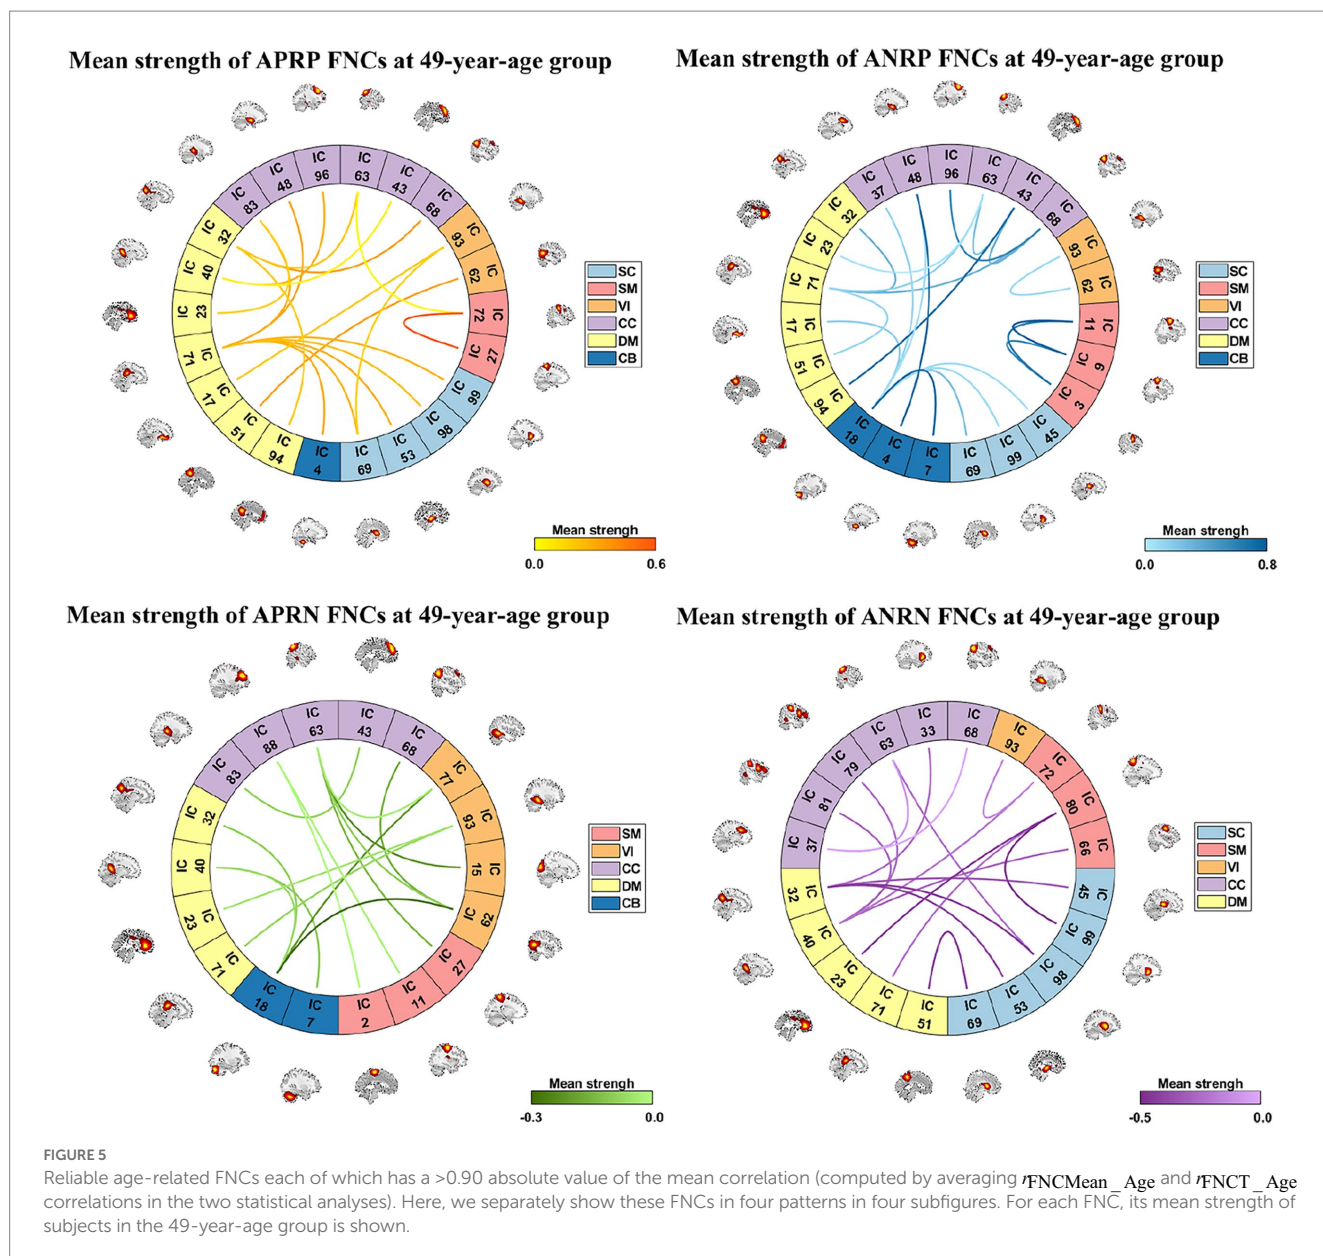 Mean strength of APRP FNCs at 49-year-age group
IC 96
IC 63
IC 43
IC 68
IC 93
IC 62
IC 72
IC 27
IC 99
IC 98
IC 53
IC 69
IC 4
IC 94
IC 51
IC 17
IC 71
IC 23
IC 40
IC 32
IC 83
IC 48
SC
SM
VI
CC
DM
CB
Mean strengh
0.0 0.6
Mean strength of ANRP FNCs at 49-year-age group
IC 96
IC 63
IC 43
IC 68
IC 93
IC 62
IC 11
IC 6
IC 3
IC 45
IC 99
IC 69
IC 7
IC 4
IC 18
IC 94
IC 51
IC 17
IC 71
IC 23
IC 32
IC 37
IC 48
SC
SM
VI
CC
DM
CB
Mean strengh
0.0 0.8
Mean strength of APRN FNCs at 49-year-age group
IC 63
IC 43
IC 68
IC 77
IC 93
IC 15
IC 62
IC 27
IC 11
IC 2
IC 7
IC 18
IC 71
IC 23
IC 40
IC 32
IC 83
IC 88
SM
VI
CC
DM
CB
Mean strengh
-0.3 0.0
Mean strength of ANRN FNCs at 49-year-age group
IC 33
IC 68
IC 93
IC 72
IC 80
IC 66
IC 45
IC 99
IC 98
IC 53
IC 69
IC 51
IC 71
IC 23
IC 40
IC 32
IC 37
IC 81
IC 79
IC 63
SC
SM
VI
CC
DM
Mean strengh
-0.5 0.0
FIGURE 5
Reliable age-related FNCs each of which has a >0.90 absolute value of the mean correlation (computed by averaging rFNCMean_Age and rFNCT_Age
correlations in the two statistical analyses). Here, we separately show these FNCs in four patterns in four subfigures. For each FNC, its mean strength of
subjects in the 49-year-age group is shown.